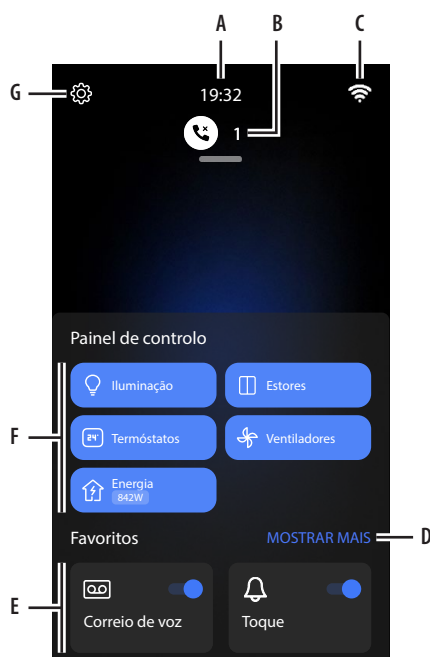 A B C
G 19:32
1
Painel de controlo
Iluminação Estores
F 24° Termóstatos Ventiladores
Energia
842W
Favoritos MOSTRAR MAIS D
E Correio de voz Toque